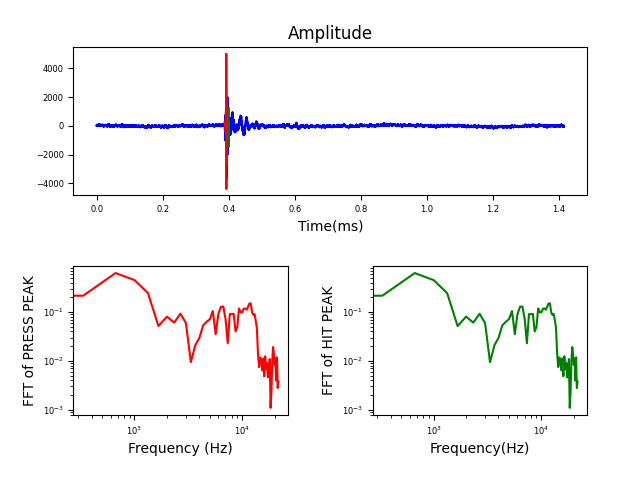 Amplitude
4000
2000
0
−2000
−4000
0.0 0.2 0.4 0.6 0.8 1.0 1.2 1.4
Time(ms)
FFT of PRESS PEAK
10⁻¹
10⁻²
10⁻³
10³ 10⁴
Frequency (Hz)
FFT of HIT PEAK
10⁻¹
10⁻²
10⁻³
10³ 10⁴
Frequency(Hz)